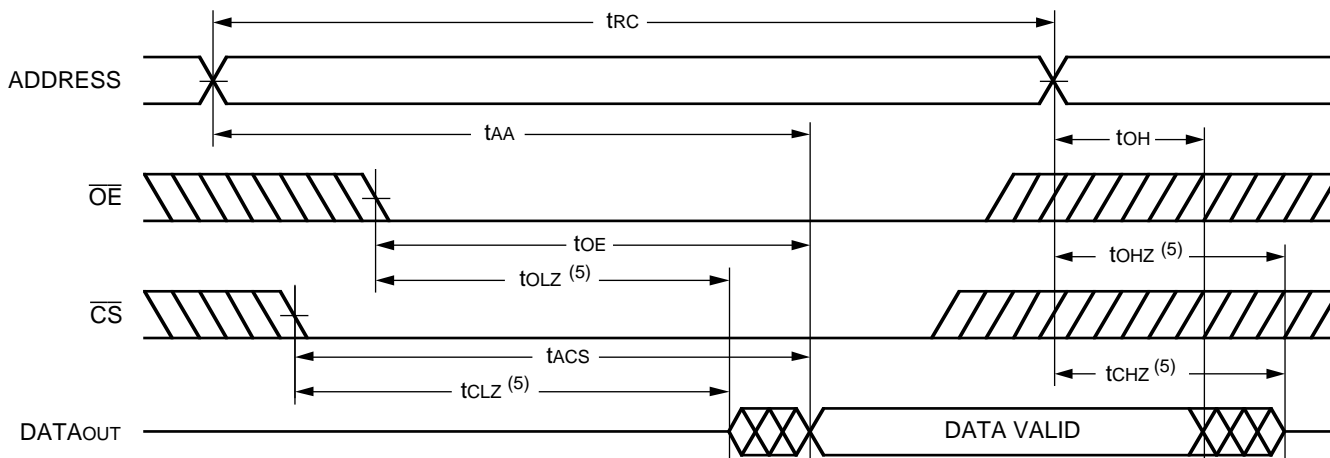 tRC
ADDRESS
tAA
tOH
OE
tOE
tOLZ (5)
tOHZ (5)
CS
tACS
tCLZ (5)
tCHZ (5)
DATAOUT
DATA VALID